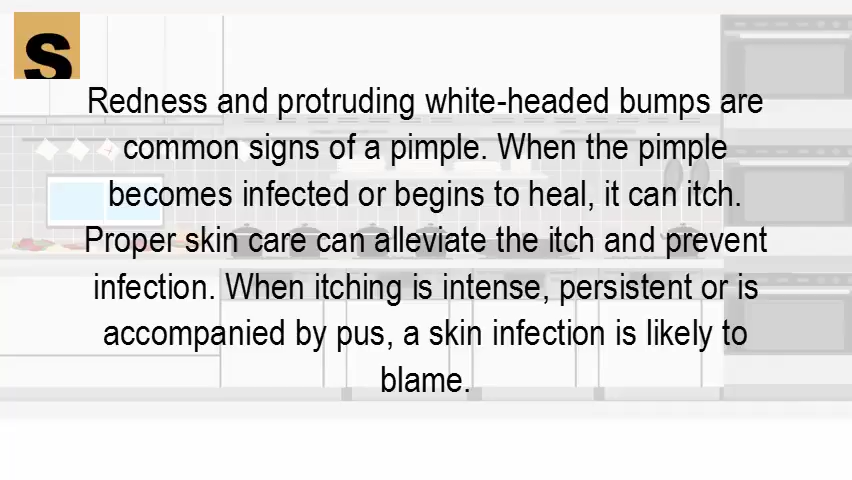 S
Redness and protruding white-headed bumps are
common signs of a pimple. When the pimple
becomes infected or begins to heal, it can itch.
Proper skin care can alleviate the itch and prevent
infection. When itching is intense, persistent or is
accompanied by pus, a skin infection is likely to
blame.